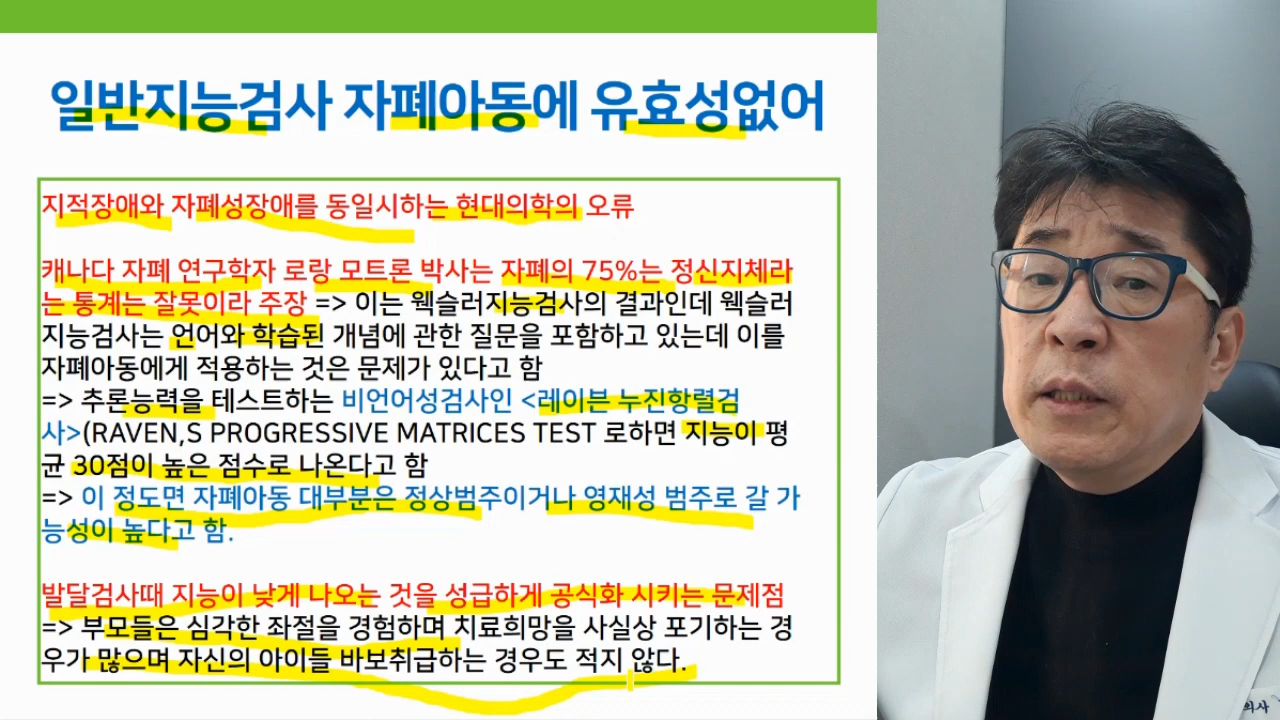 일반지능검사 자폐아동에 유효성없어
지적장애와 자폐성장애를 동일시하는 현대의학의 오류
캐나다 자폐 연구학자 로랑 모트론 박사는 자폐의 75%는 정신지체라
는 통계는 잘못이라 주장 => 이는 웩슬러지능검사의 결과인데 웩슬러
지능검사는 언어와 학습된 개념에 관한 질문을 포함하고 있는데 이를
자폐아동에게 적용하는 것은 문제가 있다고 함
=> 추론능력을 테스트하는 비언어성검사인 <레이븐 누진항렬검
사>(RAVEN,S PROGRESSIVE MATRICES TEST 로하면 지능이 평
균 30점이 높은 점수로 나온다고 함
=> 이 정도면 자폐아동 대부분은 정상범주이거나 영재성 범주로 갈 가
능성이 높다고 함.
발달검사때 지능이 낮게 나오는 것을 성급하게 공식화 시키는 문제점
=> 부모들은 심각한 좌절을 경험하며 치료희망을 사실상 포기하는 경
우가 많으며 자신의 아이들 바보취급하는 경우도 적지 않다.
의사